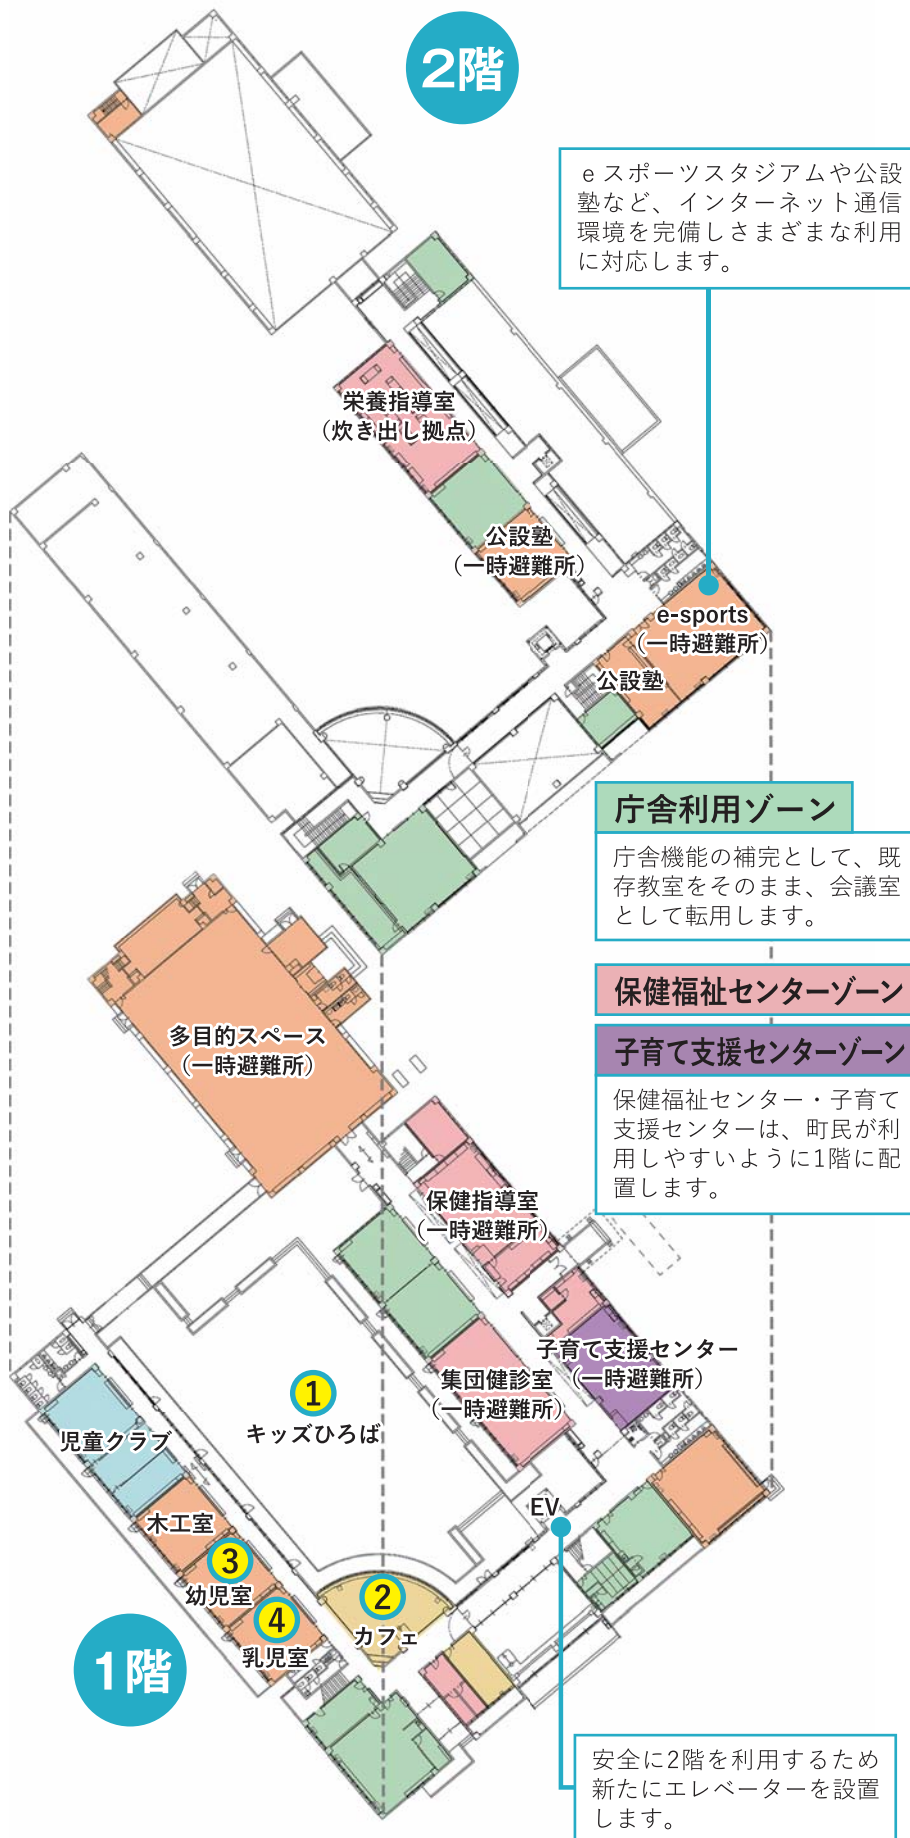 2階
eスポーツスタジアムや公設
塾など、インターネット通信
環境を完備しさまざまな利用
に対応します。
栄養指導室
（炊き出し拠点）
公設塾
（一時避難所）
e-sports
（一時避難所）
公設塾
庁舎利用ゾーン
庁舎機能の補完として、既
存教室をそのまま、会議室
として転用します。
保健福祉センターゾーン
子育て支援センターゾーン
保健福祉センター・子育て
支援センターは、町民が利
用しやすいように1階に配
置します。
多目的スペース
（一時避難所）
保健指導室
（一時避難所）
子育て支援センター
（一時避難所）
集団健診室
（一時避難所）
①
キッズひろば
児童クラブ
木工室
③
幼児室
④
乳児室
②
カフェ
EV
1階
安全に2階を利用するため
新たにエレベーターを設置
します。